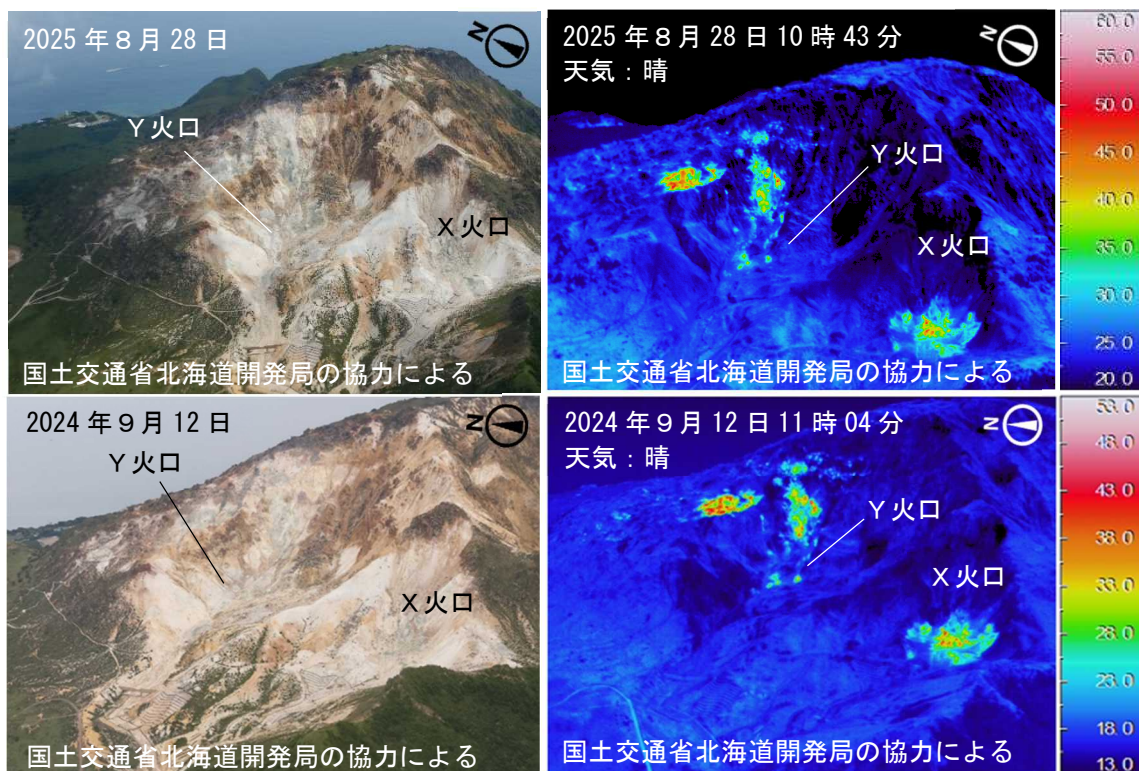 2025年８月28日
N
Ｙ火口
Ｘ火口
国土交通省北海道開発局の協力による
2025年８月28日10時43分
天気：晴
N
Ｙ火口
Ｘ火口
国土交通省北海道開発局の協力による
60.0
55.0
50.0
45.0
40.0
35.0
30.0
25.0
20.0
2024年９月12日
N
Ｙ火口
Ｘ火口
国土交通省北海道開発局の協力による
2024年９月12日11時04分
天気：晴
N
Ｙ火口
Ｘ火口
国土交通省北海道開発局の協力による
53.0
48.0
43.0
38.0
33.0
28.0
23.0
18.0
13.0